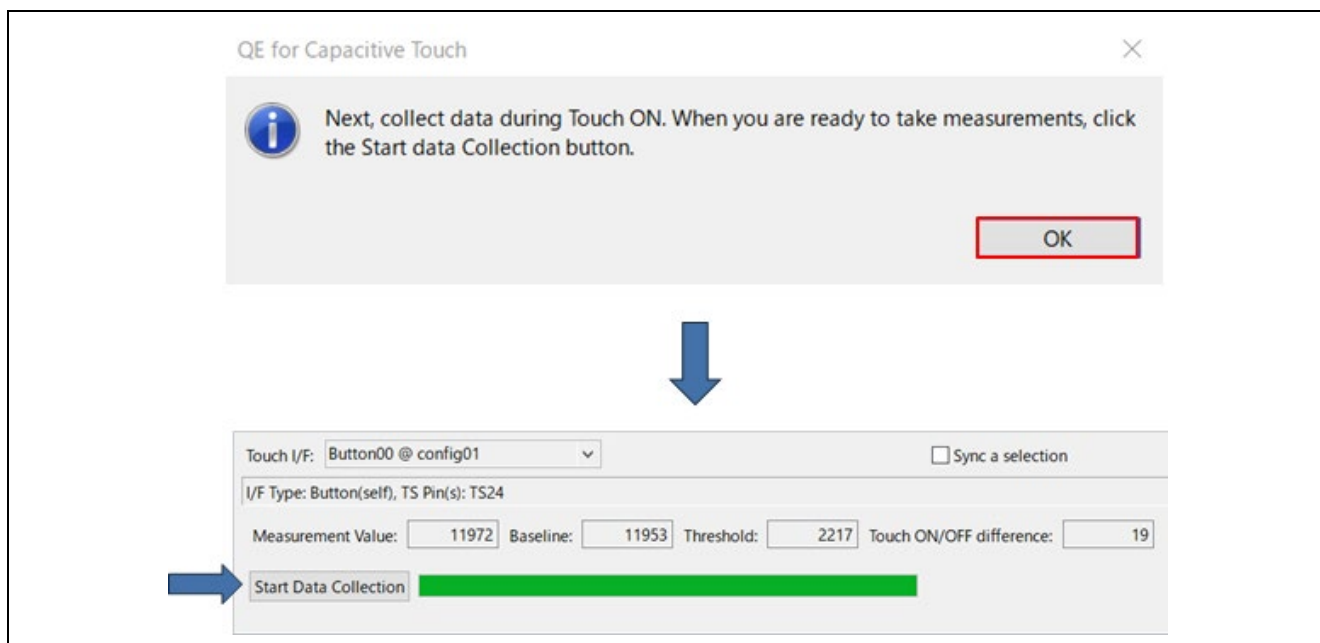 QE for Capacitive Touch
Next, collect data during Touch ON. When you are ready to take measurements, click
the Start data Collection button.
OK
Touch I/F: Button00 @ config01 Sync a selection
I/F Type: Button(self), TS Pin(s): TS24
Measurement Value: 11972 Baseline: 11953 Threshold: 2217 Touch ON/OFF difference: 19
Start Data Collection